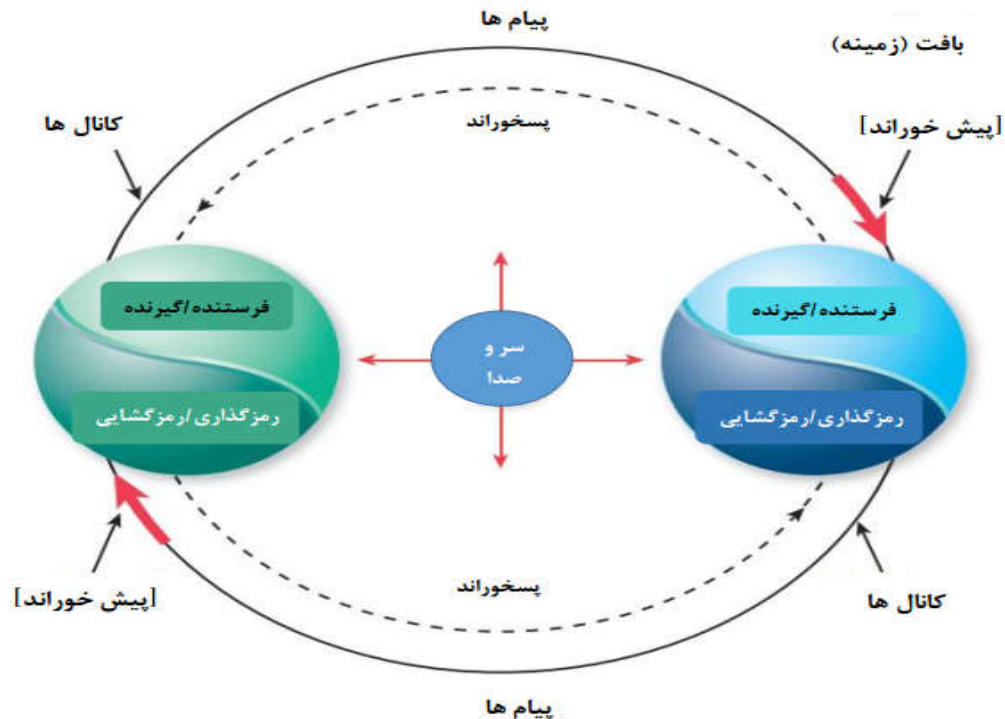 پیام ها
بافت (زمینه)
پسخوراند
کانال ها
[پیش خوراند]
فرستنده/گیرنده
فرستنده/گیرنده
سر و
صدا
رمزگذاری/رمزگشایی
رمزگذاری/رمزگشایی
پسخوراند
کانال ها
[پیش خوراند]
پیام ها